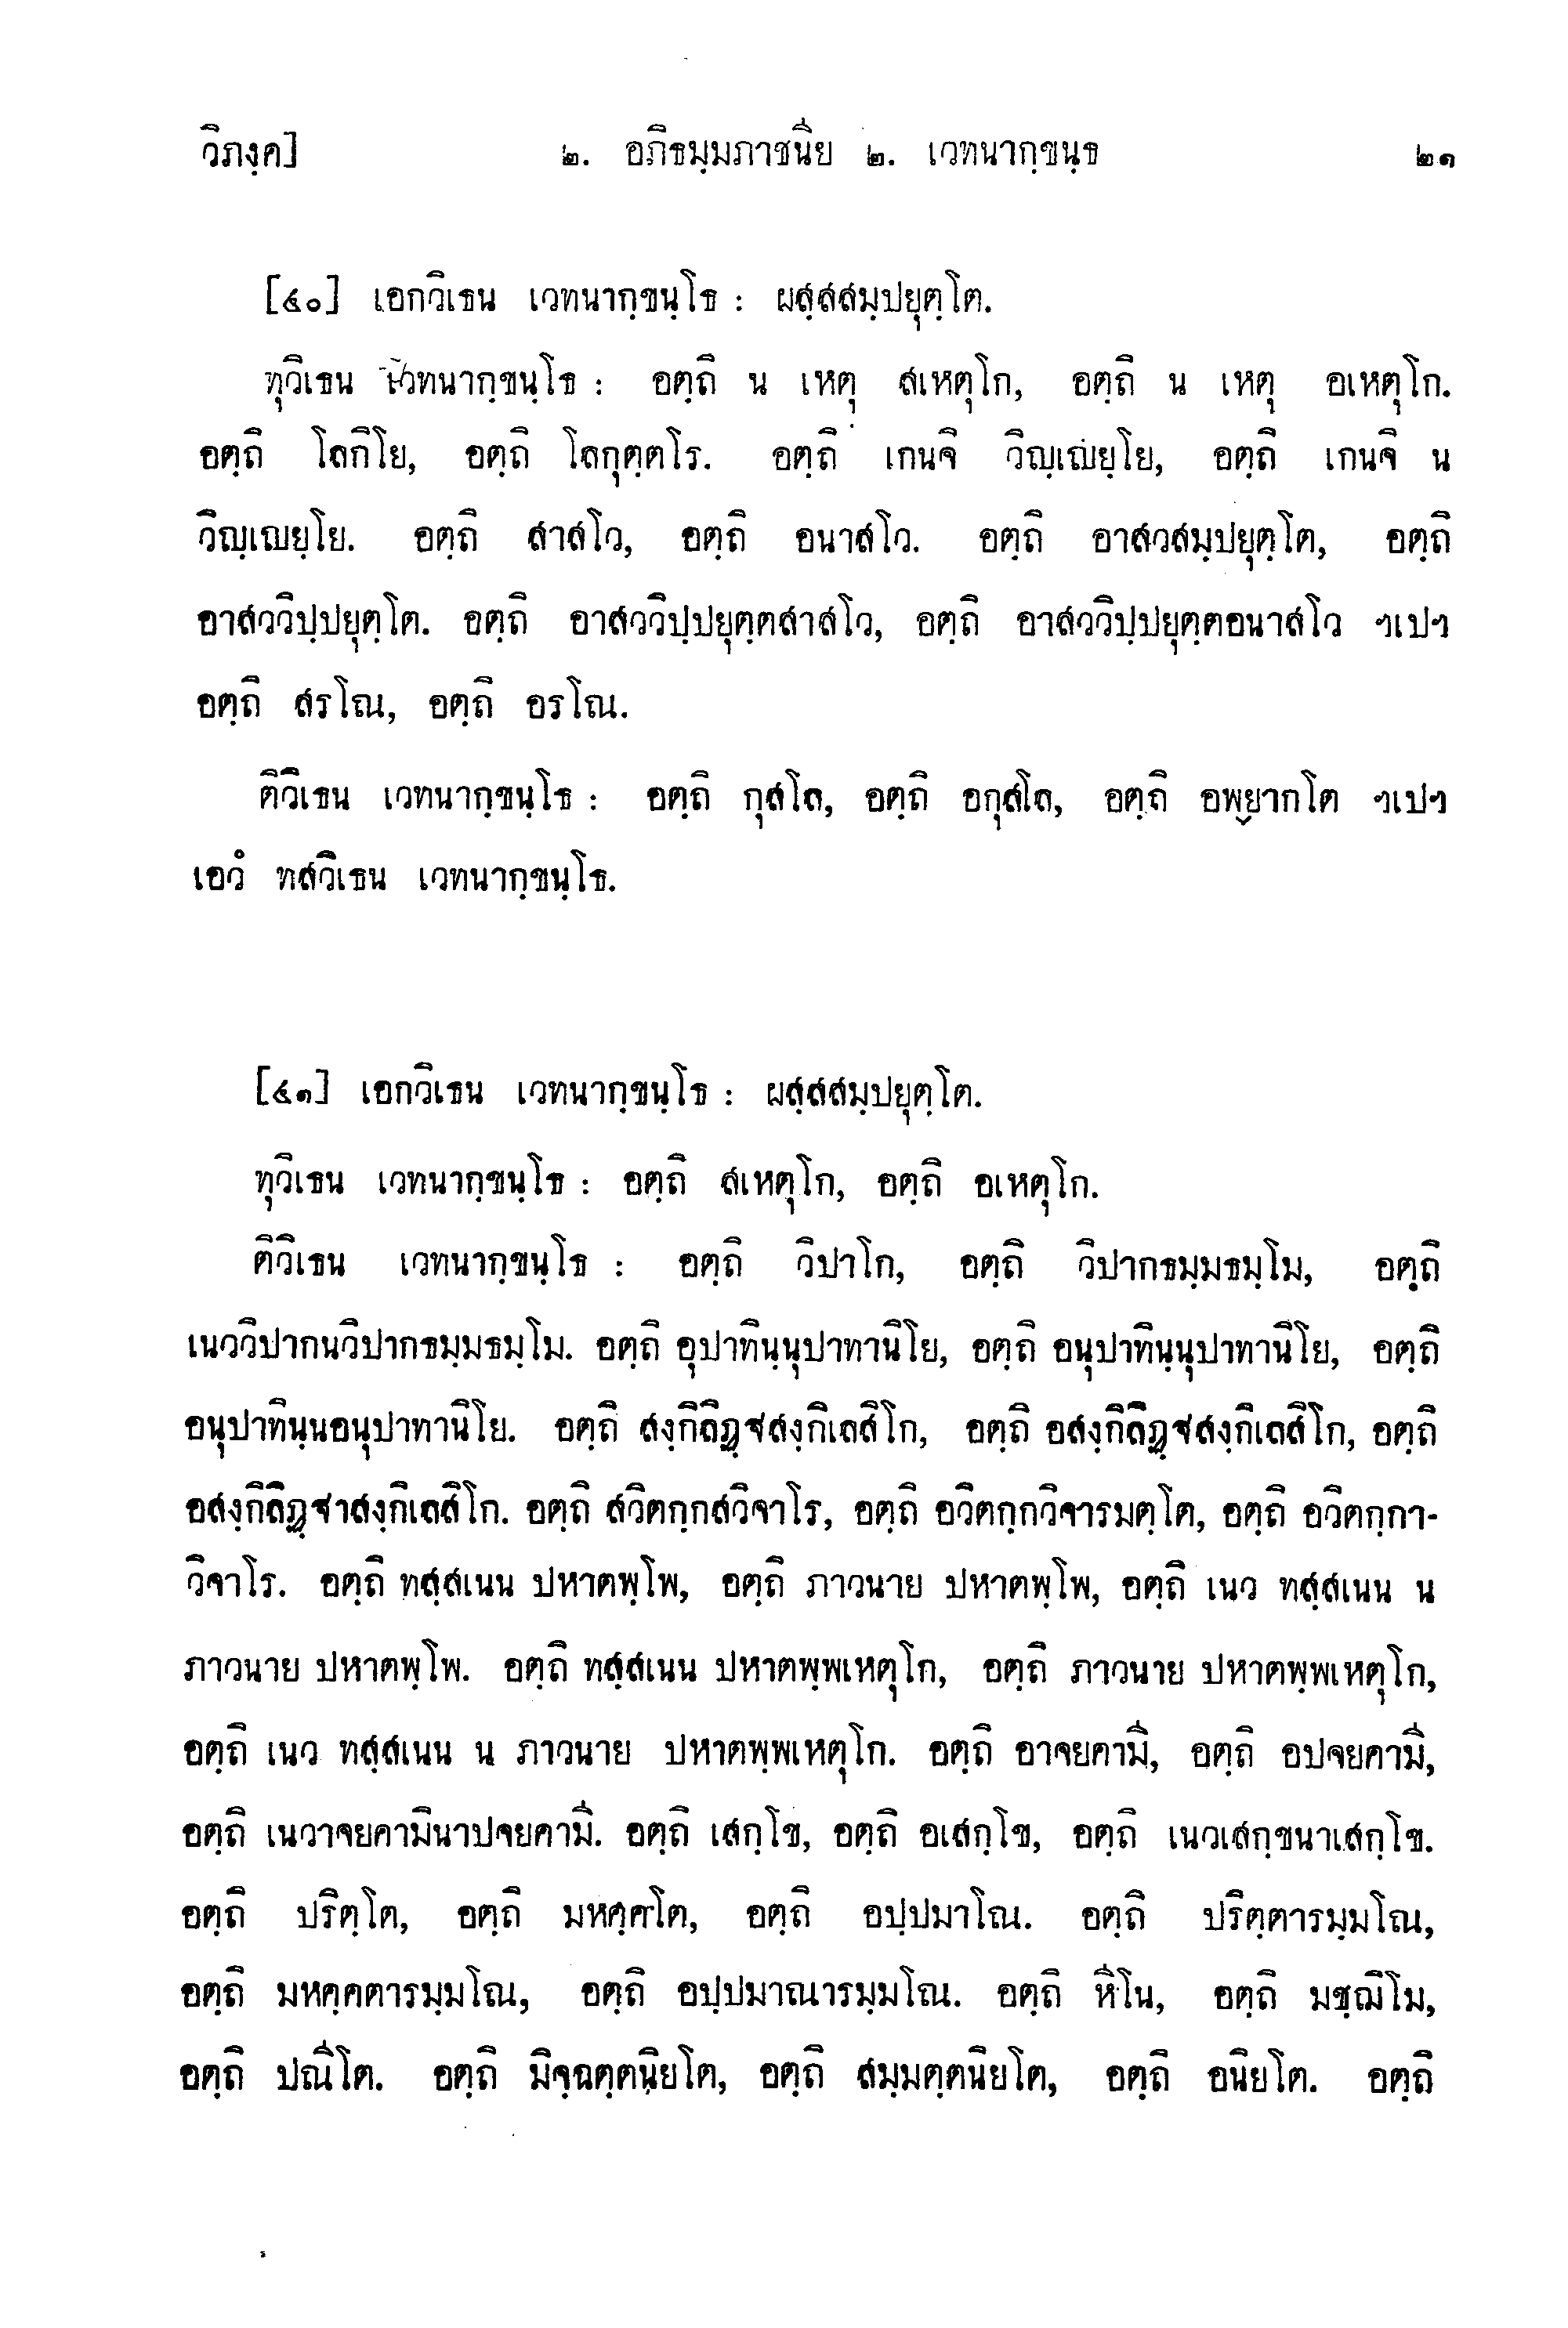 วิภงฺค]
๒. อภิธมฺมภาชนีย ๒. เวทนากฺขนฺธ
๒๑
[๔๐] เอกวิเธน เวทนากฺขนฺโธ : ผสฺสสมฺปยุตฺโต.
ทุวิเธน เวทนากฺขนฺโธ : อตฺถิ น เหตุ สเหตุโก, อตฺถิ น เหตุ อเหตุโก.
อตฺถิ โลกิโย, อตฺถิ โลกุตฺตโร. อตฺถิ เกนจิ วิญฺเญยฺโย, อตฺถิ เกนจิ น
วิญฺเญยฺโย. อตฺถิ สาสโว, อตฺถิ อนาสโว. อตฺถิ อาสวสมฺปยุตฺโต, อตฺถิ
อาสววิปฺปยุตฺโต. อตฺถิ อาสววิปฺปยุตฺตสาสโว, อตฺถิ อาสววิปฺปยุตฺตอนาสโว ฯเปฯ
อตฺถิ สรโณ, อตฺถิ อรโณ.
ติวิเธน เวทนากฺขนฺโธ : อตฺถิ กุสโล, อตฺถิ อกุสโล, อตฺถิ อพฺยากโต ฯเปฯ
เอวํ ทสวิเธน เวทนากฺขนฺโธ.
[๔๑] เอกวิเธน เวทนากฺขนฺโธ : ผสฺสสมฺปยุตฺโต.
ทุวิเธน เวทนากฺขนฺโธ : อตฺถิ สเหตุโก, อตฺถิ อเหตุโก.
ติวิเธน เวทนากฺขนฺโธ : อตฺถิ วิปาโก, อตฺถิ วิปากธมฺมธมฺโม, อตฺถิ
เนววิปากนวิปากธมฺมธมฺโม. อตฺถิ อุปาทินฺนุปาทานิโย, อตฺถิ อนุปาทินฺนุปาทานิโย, อตฺถิ
อนุปาทินฺนอนุปาทานิโย. อตฺถิ สงฺกิลิฏฺฐสงฺกิเลสิโก, อตฺถิ อสงฺกิลิฏฺฐสงฺกิเลสิโก, อตฺถิ
อสงฺกิลิฏฺฐาสงฺกิเลสิโก. อตฺถิ สวิตกฺกสวิจาโร, อตฺถิ อวิตกฺกวิจารมตฺโต, อตฺถิ อวิตกฺกา-
วิจาโร. อตฺถิ ทสฺสเนน ปหาตพฺโพ, อตฺถิ ภาวนาย ปหาตพฺโพ, อตฺถิ เนว ทสฺสเนน น
ภาวนาย ปหาตพฺโพ. อตฺถิ ทสฺสเนน ปหาตพฺพเหตุโก, อตฺถิ ภาวนาย ปหาตพฺพเหตุโก,
อตฺถิ เนว ทสฺสเนน น ภาวนาย ปหาตพฺพเหตุโก. อตฺถิ อาจยคามี, อตฺถิ อปจยคามี,
อตฺถิ เนวาจยคามินาปจยคามี. อตฺถิ เสกฺโข, อตฺถิ อเสกฺโข, อตฺถิ เนวเสกฺขนาเสกฺโข.
อตฺถิ ปริตฺโต, อตฺถิ มหคฺคโต, อตฺถิ อปฺปมาโณ. อตฺถิ ปริตฺตารมฺมโณ,
อตฺถิ มหคฺคตารมฺมโณ, อตฺถิ อปฺปมาณารมฺมโณ. อตฺถิ หีโน, อตฺถิ มชฺฌิโม,
อตฺถิ ปณีโต. อตฺถิ มิจฺฉตฺตนิยโต, อตฺถิ สมฺมตฺตนิยโต, อตฺถิ อนิยโต. อตฺถิ